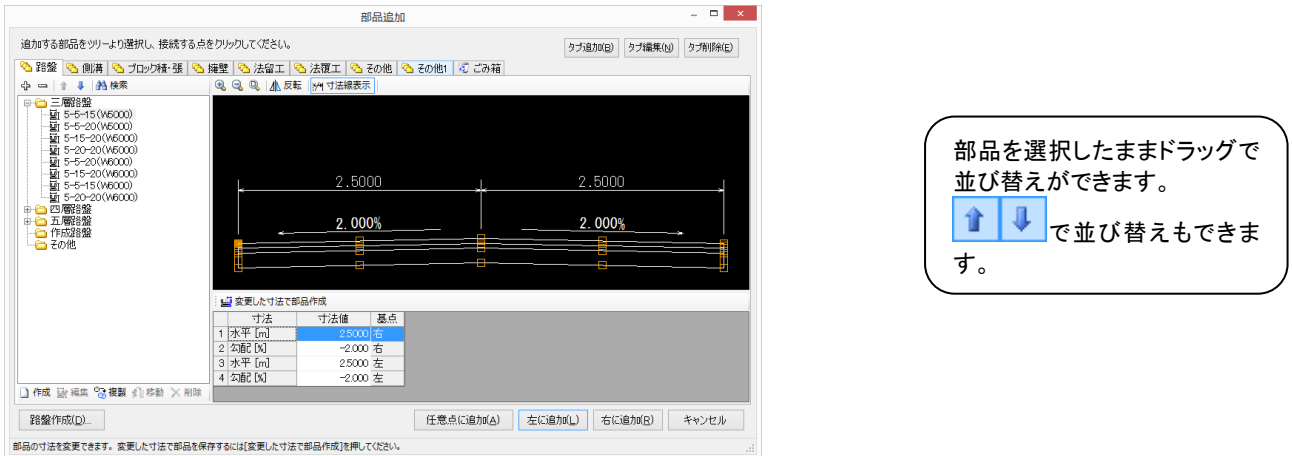 部品追加
追加する部品をツリーより選択し、接続する点をクリックしてください。
タブ追加(B) タブ編集(N) タブ削除(E)
路盤 側溝 ブロック積・張 擁壁 法留工 法覆工 その他 その他1 ごみ箱
検索 反転 寸法線表示
三層路盤
5-5-15(W5000)
5-5-20(W5000)
5-15-20(W5000)
5-20-20(W5000)
5-5-20(W6000)
5-15-20(W6000)
5-5-15(W6000)
5-20-20(W6000)
四層路盤
五層路盤
作成路盤
その他
2.5000 2.5000
2.000% 2.000%
変更した寸法で部品作成
寸法 寸法値 基点
1 水平 [m] 2.5000 右
2 勾配 [%] -2.000 右
3 水平 [m] 2.5000 左
4 勾配 [%] -2.000 左
作成 編集 複製 移動 削除
路盤作成(D)... 任意点に追加(A) 左に追加(L) 右に追加(R) キャンセル
部品の寸法を変更できます。変更した寸法で部品を保存するには[変更した寸法で部品作成]を押してください。
部品を選択したままドラッグで
並び替えができます。
で並び替えもできま
す。